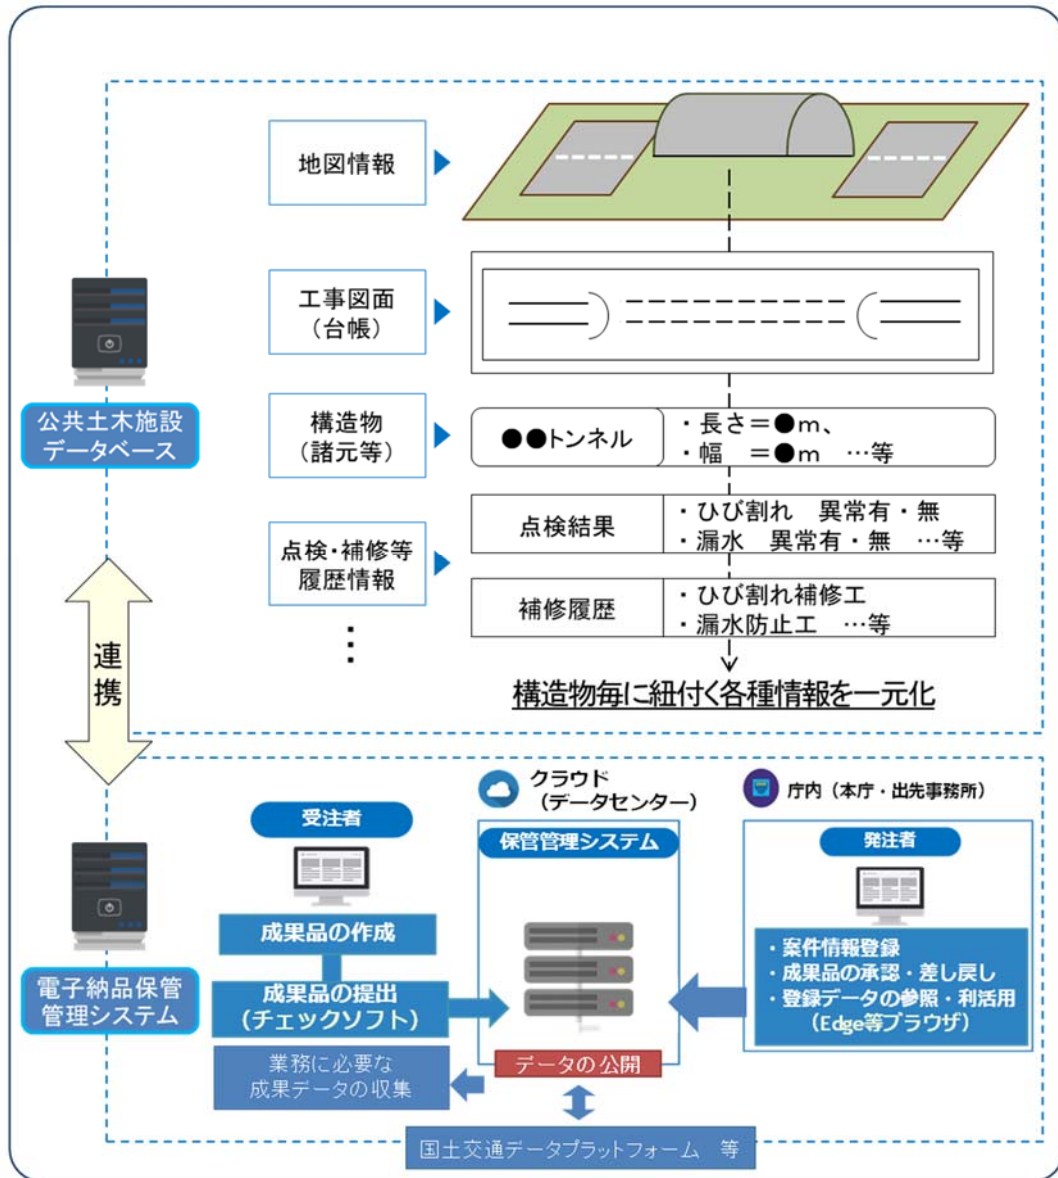 地図情報
工事図面
（台帳）
公共土木施設
データベース
構造物
（諸元等）
●●トンネル
・長さ＝●ｍ、
・幅　＝●ｍ　…等
点検・補修等
履歴情報
⋮
点検結果
・ひび割れ　異常有・無
・漏水　異常有・無　…等
補修履歴
・ひび割れ補修工
・漏水防止工　…等
構造物毎に紐付く各種情報を一元化
連
携
電子納品保管
管理システム
受注者
成果品の作成
成果品の提出
（チェックソフト）
業務に必要な
成果データの収集
クラウド
（データセンター）
保管管理システム
データの公開
庁内（本庁・出先事務所）
発注者
・案件情報登録
・成果品の承認・差し戻し
・登録データの参照・利活用
（Edge等ブラウザ）
国土交通データプラットフォーム　等